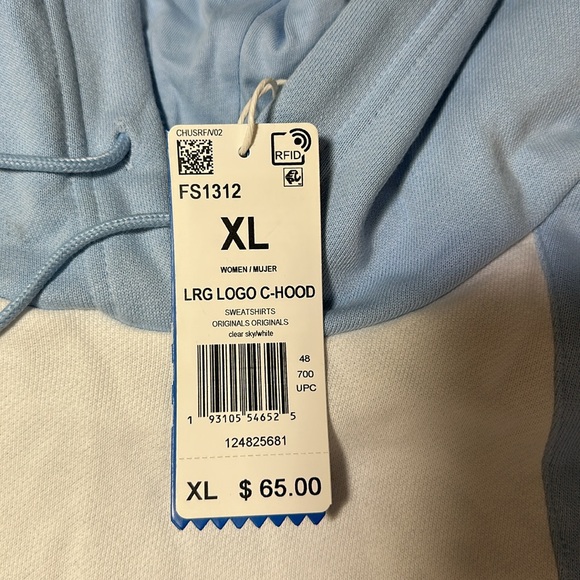 CHUSRF/V02
RFID
FS1312
XL
WOMEN / MUJER
LRG LOGO C-HOOD
SWEATSHIRTS
ORIGINALS ORIGINALS
clear sky/white
48
700
UPC
1 93105 54652 5
124825681
XL $ 65.00